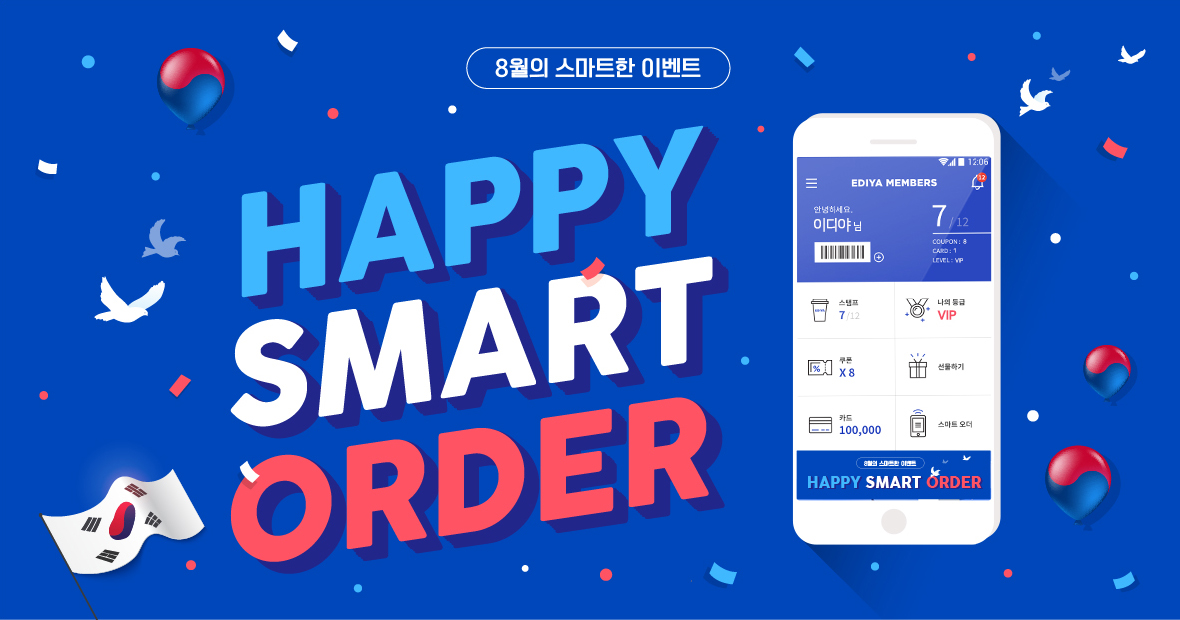 8월의 스마트한 이벤트
HAPPY
SMART
ORDER
12:06
EDIYA MEMBERS
12
안녕하세요.
이디야 님
7 / 12
COUPON : 8
CARD : 1
LEVEL : VIP
스탬프
7/12
나의 등급
VIP
쿠폰
X 8
선물하기
카드
100,000
스마트 오더
8월의 스마트한 이벤트
HAPPY SMART ORDER